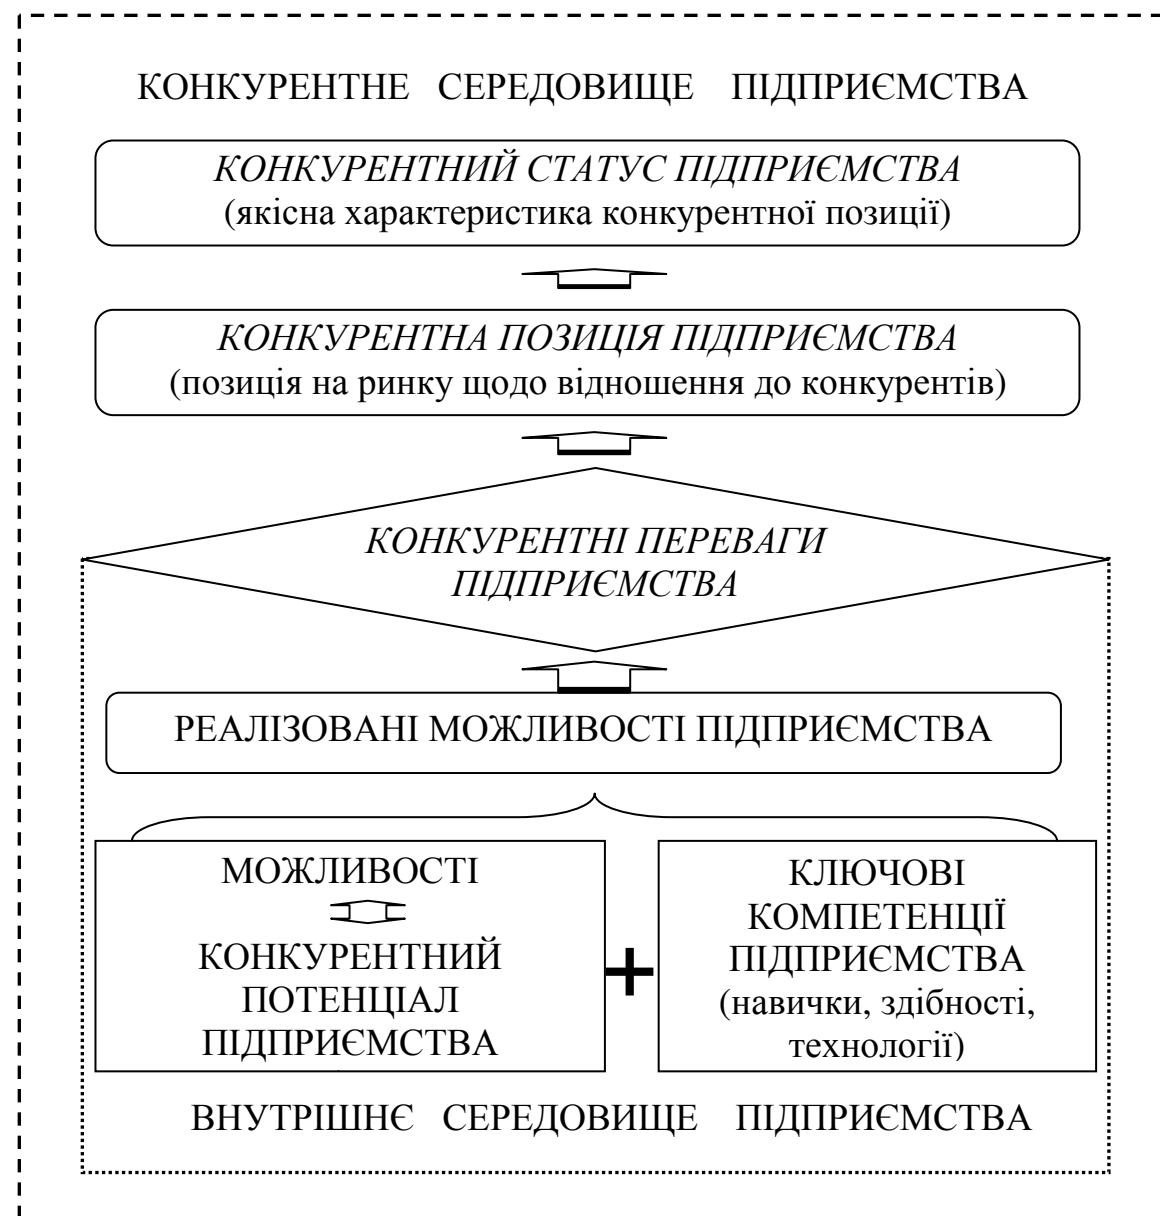 КОНКУРЕНТНЕ СЕРЕДОВИЩЕ ПІДПРИЄМСТВА
КОНКУРЕНТНИЙ СТАТУС ПІДПРИЄМСТВА
(якісна характеристика конкурентної позиції)
КОНКУРЕНТНА ПОЗИЦІЯ ПІДПРИЄМСТВА
(позиція на ринку щодо відношення до конкурентів)
КОНКУРЕНТНІ ПЕРЕВАГИ
ПІДПРИЄМСТВА
РЕАЛІЗОВАНІ МОЖЛИВОСТІ ПІДПРИЄМСТВА
МОЖЛИВОСТІ
КОНКУРЕНТНИЙ
ПОТЕНЦІАЛ
ПІДПРИЄМСТВА
+
КЛЮЧОВІ
КОМПЕТЕНЦІЇ
ПІДПРИЄМСТВА
(навички, здібності,
технології)
ВНУТРІШНЄ СЕРЕДОВИЩЕ ПІДПРИЄМСТВА